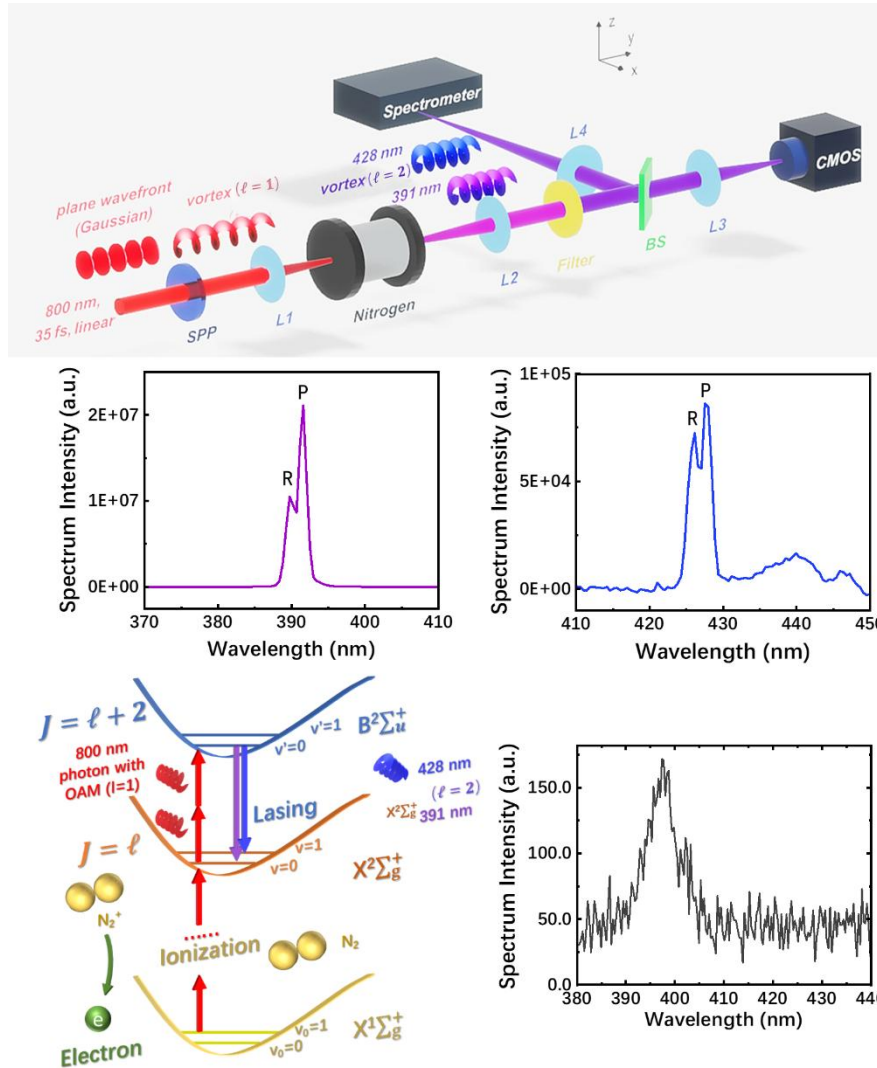 Spectrometer
z
y
x
L4
CMOS
428 nm
vortex (ℓ = 2)
391 nm
vortex (ℓ = 1)
plane wavefront
(Gaussian)
L3
BS
Filter
L2
800 nm,
35 fs, linear
SPP
L1
Nitrogen
Spectrum Intensity (a.u.)
2E+07
1E+07
0E+00
R
P
370
380
390
400
410
Wavelength (nm)
Spectrum Intensity (a.u.)
1E+05
5E+04
0E+00
R
P
410
420
430
440
450
Wavelength (nm)
J = ℓ + 2
v'=1
v'=0
B²Σu⁺
800 nm
photon with
OAM (l=1)
Lasing
428 nm
(ℓ = 2)
X²Σg⁺
391 nm
J = ℓ
v=1
v=0
X²Σg⁺
N₂⁺
......
Ionization
N₂
e
Electron
v₀=1
v₀=0
X¹Σg⁺
Spectrum Intensity (a.u.)
150.0
100.0
50.0
0.0
380
390
400
410
420
430
440
Wavelength (nm)